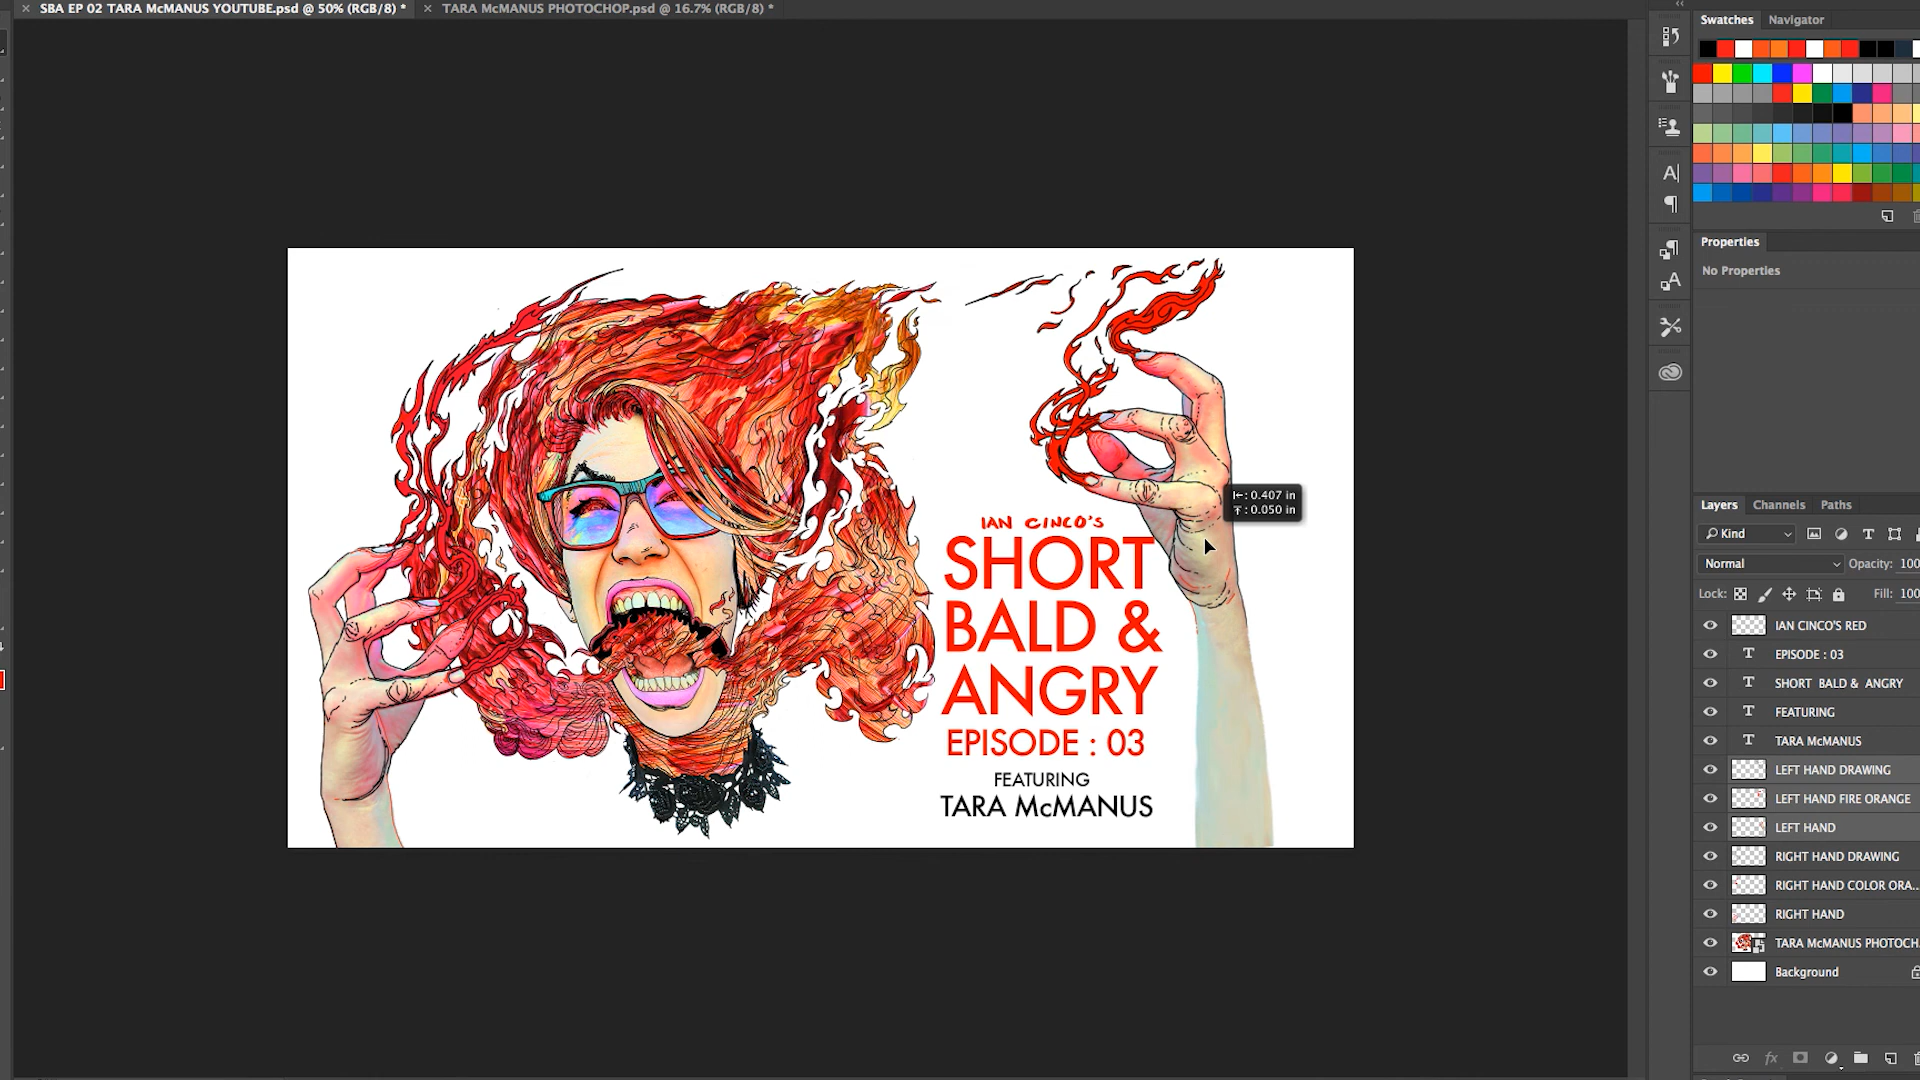 SBA EP 02 TARA McMANUS YOUTUBE.psd @ 50% (RGB/8) *
TARA McMANUS PHOTOCHOP.psd @ 16.7% (RGB/8) *
Swatches
Navigator
Properties
No Properties
IAN CINCO'S
SHORT
BALD &
ANGRY
EPISODE : 03
FEATURING
TARA McMANUS
: 0.407 in
: 0.050 in
Layers
Channels
Paths
Kind
Normal
Opacity: 100
Lock:
Fill: 100
IAN CINCO'S RED
EPISODE : 03
SHORT BALD & ANGRY
FEATURING
TARA McMANUS
LEFT HAND DRAWING
LEFT HAND FIRE ORANGE
LEFT HAND
RIGHT HAND DRAWING
RIGHT HAND COLOR ORA...
RIGHT HAND
TARA McMANUS PHOTOCH
Background
fx